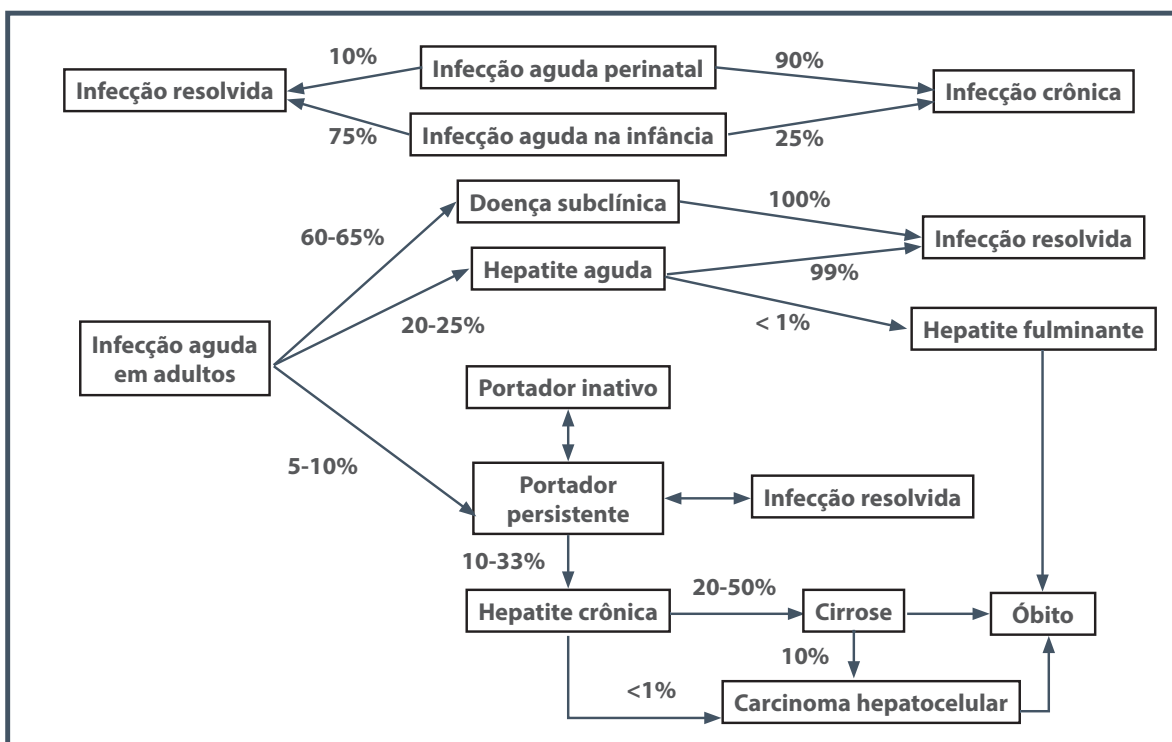 10%
Infecção aguda perinatal
90%
Infecção resolvida
Infecção crônica
75%
Infecção aguda na infância
25%
Doença subclínica
100%
60-65%
Infecção resolvida
Hepatite aguda
99%
20-25%
< 1%
Hepatite fulminante
Infecção aguda
em adultos
Portador inativo
5-10%
Portador
persistente
Infecção resolvida
10-33%
20-50%
Hepatite crônica
Cirrose
Óbito
10%
<1%
Carcinoma hepatocelular